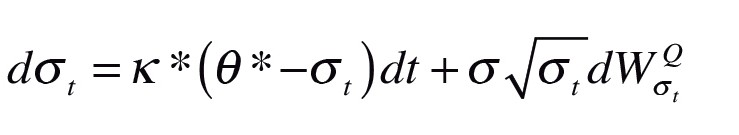 dσ_t = κ*(θ*−σ_t)dt + σ√σ_t dW^Q_{σ_t}